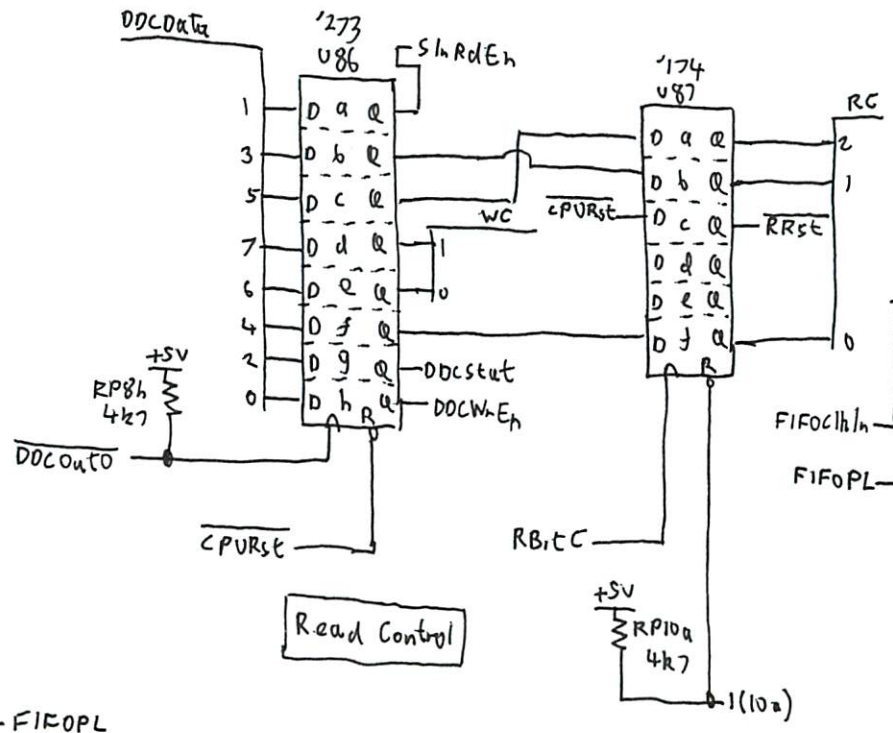 DDCData
'273
U86
SInRdEn
'174
U87
RC
1
D a Q
D a Q
2
3
D b Q
D b Q
1
5
D c Q
WC
CPURst
D c Q
RRst
7
D d Q
1
D d Q
6
D e Q
0
D e Q
4
D f Q
D f Q
0
+5V
2
D g Q
DDCStat
R
RP8h
4k7
0
D h Q
DDCWrEn
R
DDCOut0
FIFOClkIn
FIFOPL
CPURst
RBitC
Read Control
+5V
RP10a
4k7
1(10a)
FIFOPL